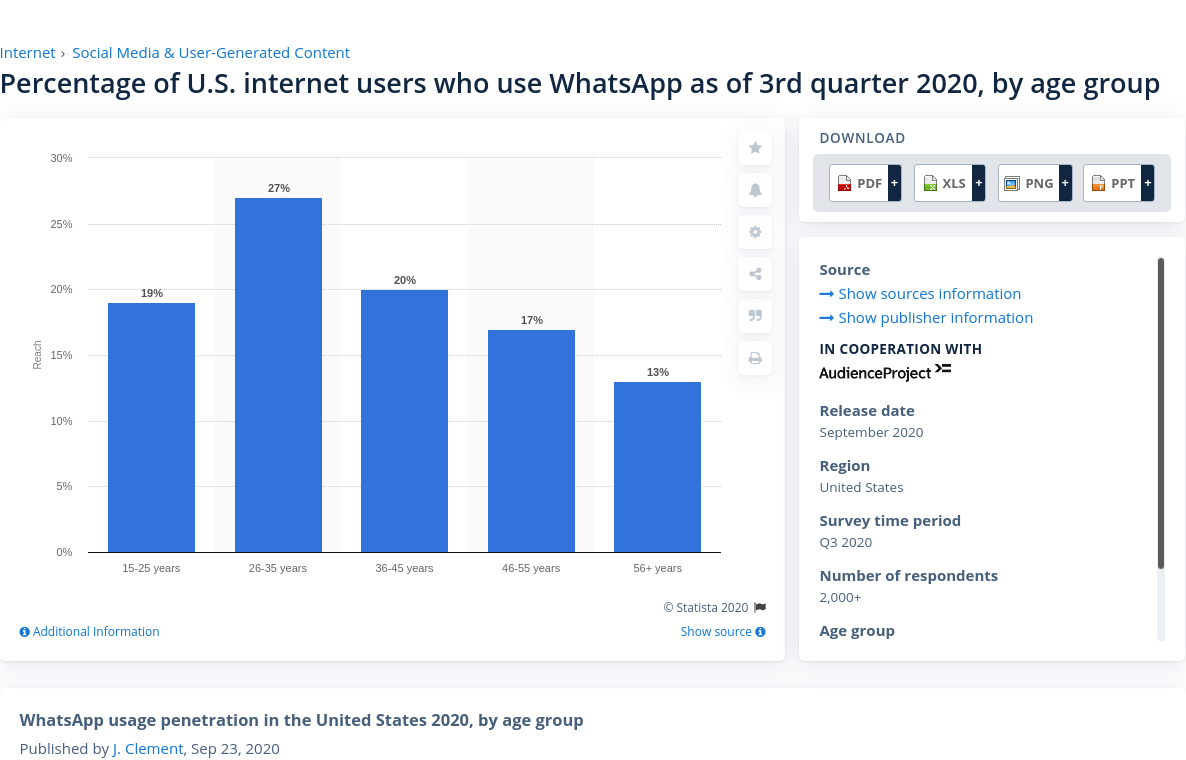 Internet › Social Media & User-Generated Content
Percentage of U.S. internet users who use WhatsApp as of 3rd quarter 2020, by age group
30%
25%
20%
15%
10%
5%
0%
Reach
19%
27%
20%
17%
13%
15-25 years
26-35 years
36-45 years
46-55 years
56+ years
© Statista 2020
Additional Information
Show source
DOWNLOAD
PDF +
XLS +
PNG +
PPT +
Source
Show sources information
Show publisher information
IN COOPERATION WITH
AudienceProject
Release date
September 2020
Region
United States
Survey time period
Q3 2020
Number of respondents
2,000+
Age group
WhatsApp usage penetration in the United States 2020, by age group
Published by J. Clement, Sep 23, 2020